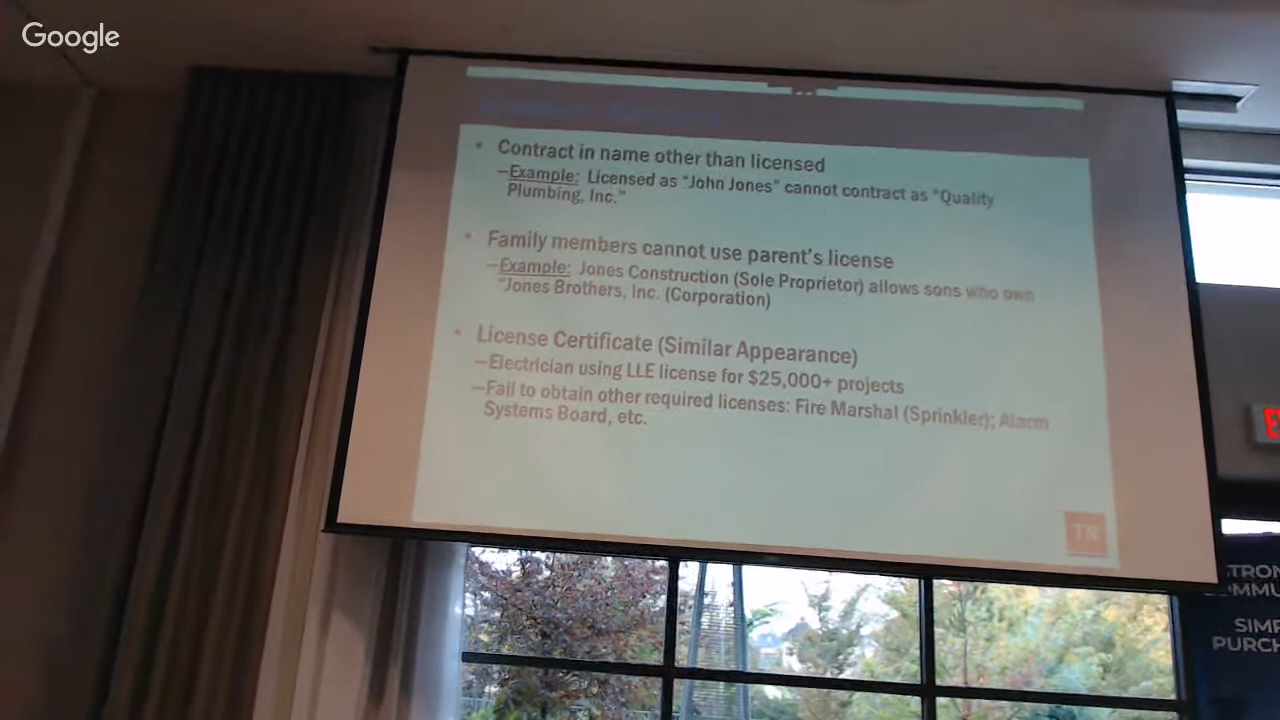 Google
• Contract in name other than licensed
–Example: Licensed as "John Jones" cannot contract as "Quality
Plumbing, Inc."
• Family members cannot use parent's license
–Example: Jones Construction (Sole Proprietor) allows sons who own
"Jones Brothers, Inc. (Corporation)
• License Certificate (Similar Appearance)
–Electrician using LLE license for $25,000+ projects
–Fail to obtain other required licenses: Fire Marshal (Sprinkler); Alarm
Systems Board, etc.
TN